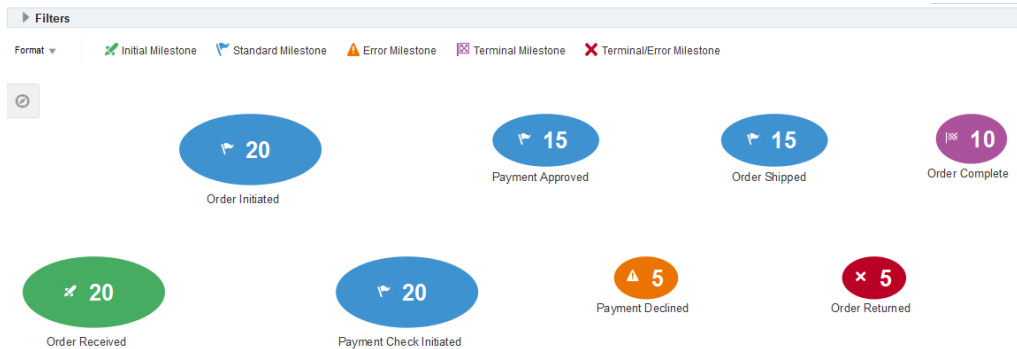 Filters
Format Initial Milestone Standard Milestone Error Milestone Terminal Milestone Terminal/Error Milestone
20
Order Initiated
15
Payment Approved
15
Order Shipped
10
Order Complete
20
Order Received
20
Payment Check Initiated
5
Payment Declined
5
Order Returned